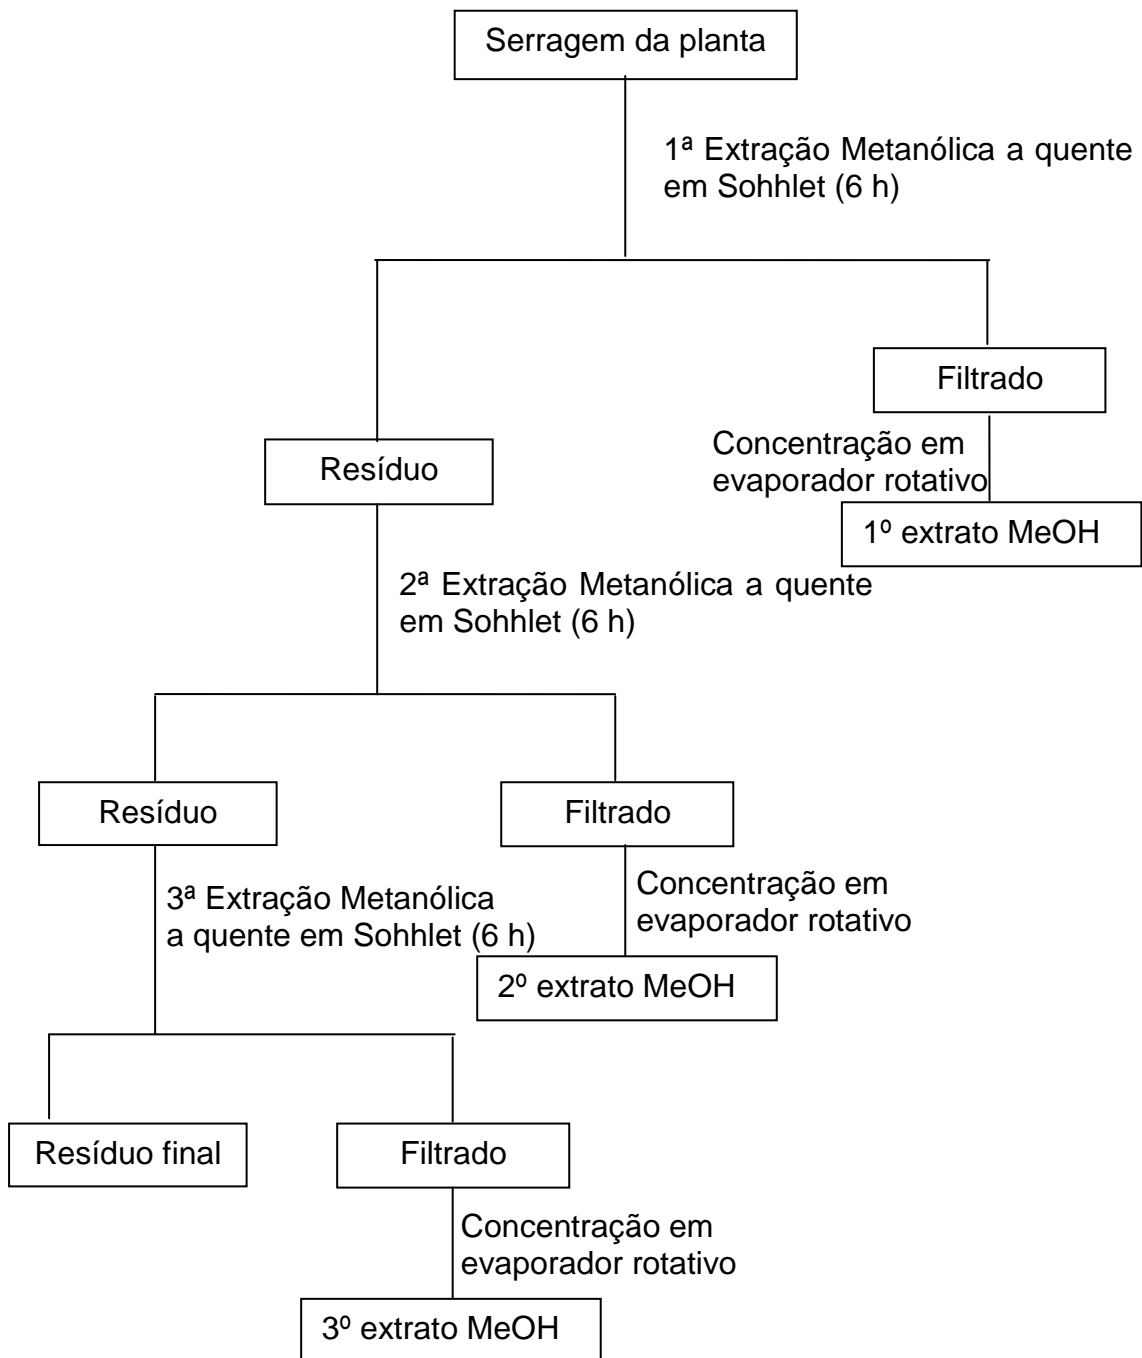 Serragem da planta
1ª Extração Metanólica a quente
em Sohhlet (6 h)
Filtrado
Concentração em
evaporador rotativo
Resíduo
1º extrato MeOH
2ª Extração Metanólica a quente
em Sohhlet (6 h)
Resíduo
Filtrado
3ª Extração Metanólica
a quente em Sohhlet (6 h)
Concentração em
evaporador rotativo
2º extrato MeOH
Resíduo final
Filtrado
Concentração em
evaporador rotativo
3º extrato MeOH